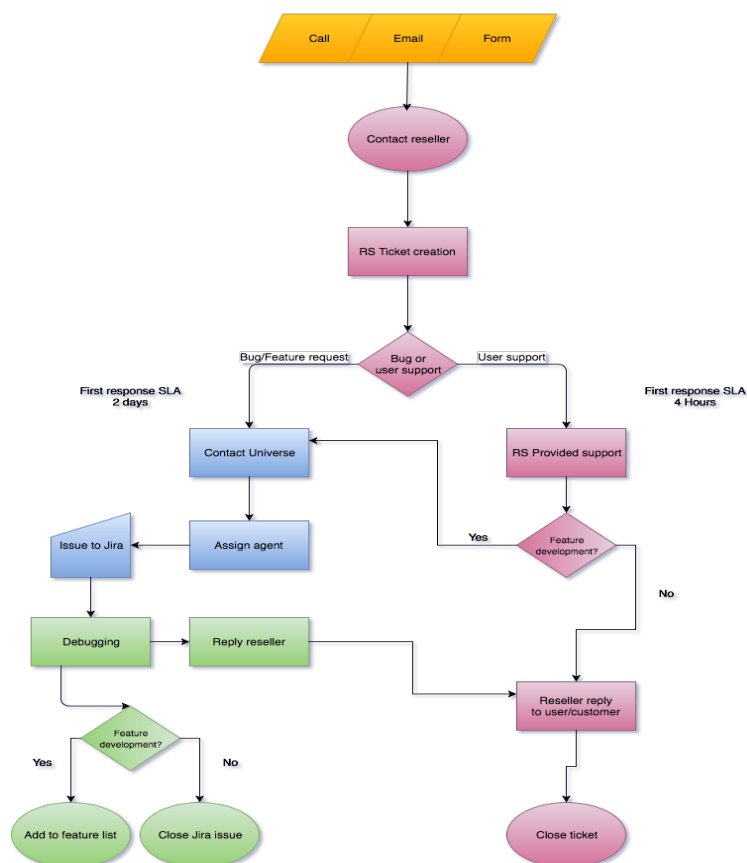 Call
Email
Form
Contact reseller
RS Ticket creation
Bug or
user support
Bug/Feature request
User support
First response SLA
2 days
First response SLA
4 Hours
Contact Universe
RS Provided support
Issue to Jira
Assign agent
Yes
Feature
development?
No
Debugging
Reply reseller
Reseller reply
to user/customer
Feature
development?
Yes
No
Add to feature list
Close Jira issue
Close ticket